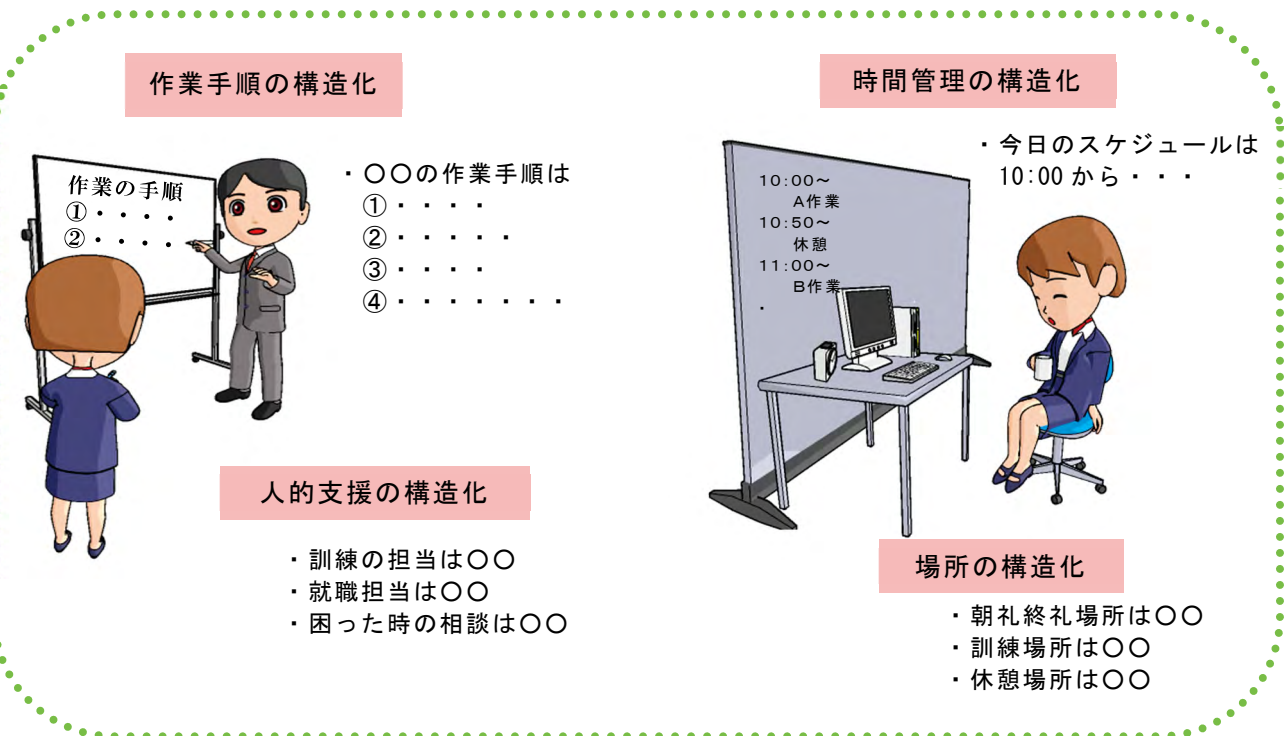 作業手順の構造化
作業の手順
①・・・・
②・・・・
・〇〇の作業手順は
①・・・・
②・・・・・
③・・・・
④・・・・・・・
人的支援の構造化
・訓練の担当は〇〇
・就職担当は〇〇
・困った時の相談は〇〇
時間管理の構造化
・今日のスケジュールは
10:00から・・・
10:00～
A作業
10:50～
休憩
11:00～
B作業
・
場所の構造化
・朝礼終礼場所は〇〇
・訓練場所は〇〇
・休憩場所は〇〇